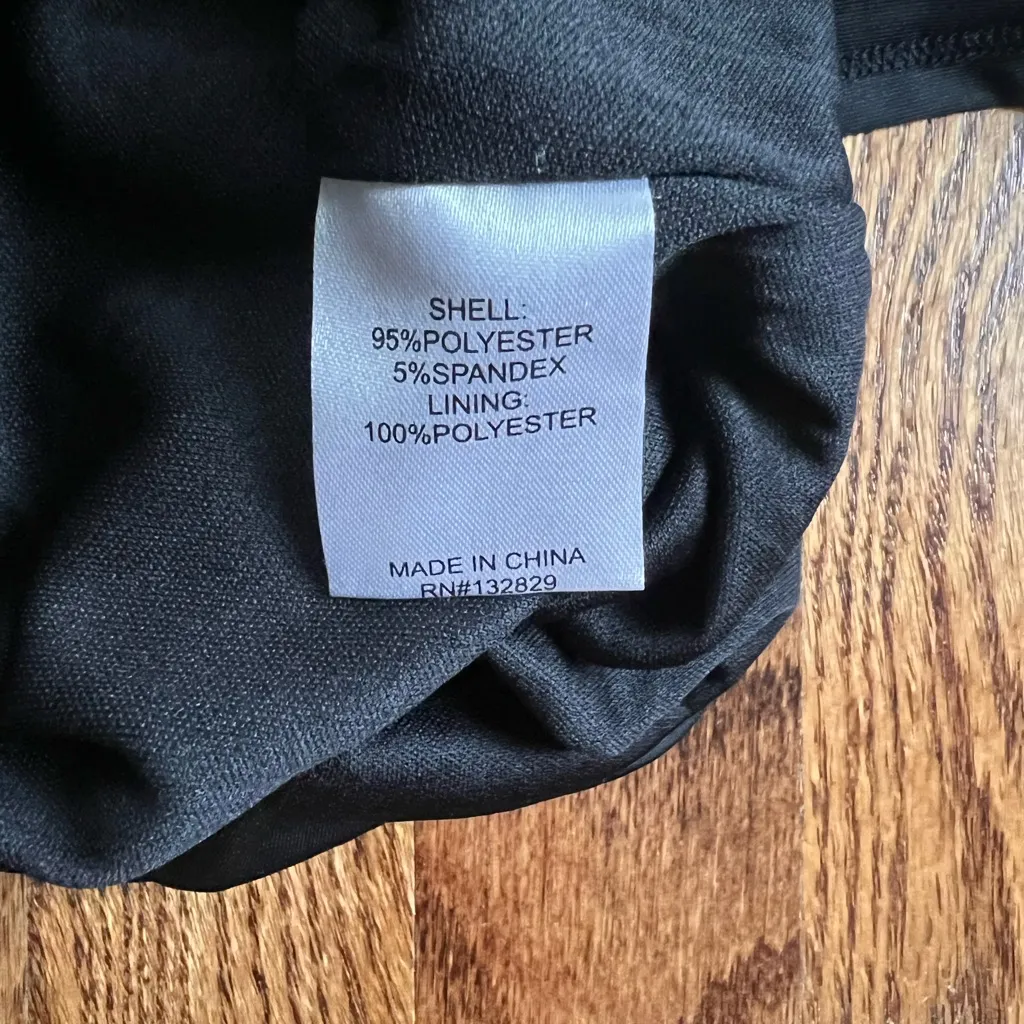 SHELL:
95%POLYESTER
5%SPANDEX
LINING:
100%POLYESTER
MADE IN CHINA
RN#132829